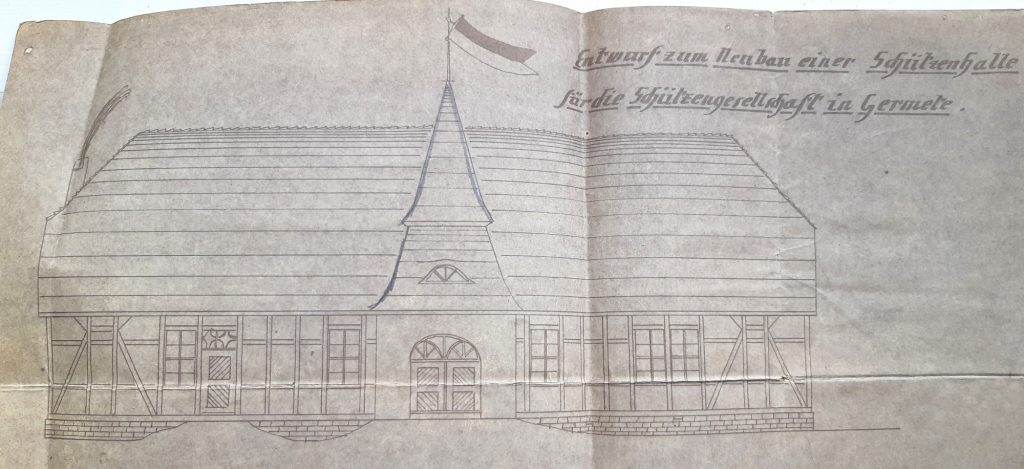 Entwurf zum Neubau einer Schützenhalle
für die Schützengesellschaft in Germete.